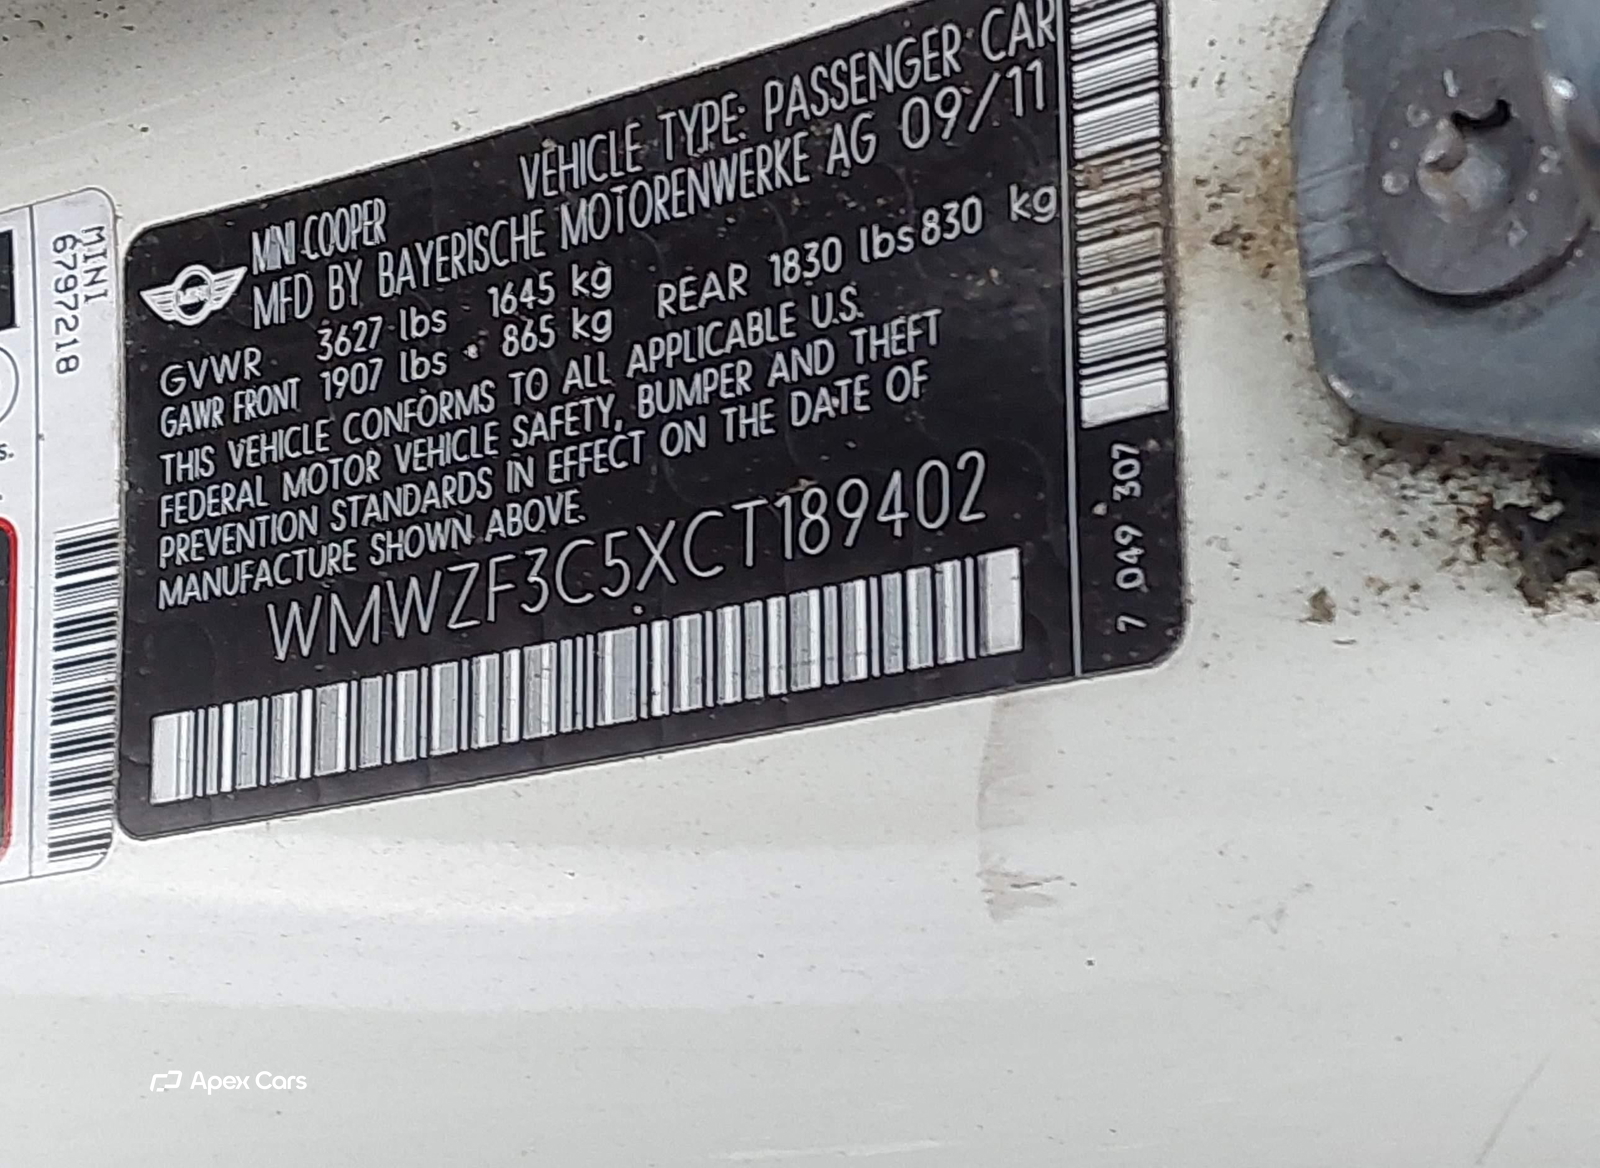 MINI
6797218
s.
MINI COOPER
VEHICLE TYPE: PASSENGER CAR
MFD BY BAYERISCHE MOTORENWERKE AG 09/11
GVWR 3627 lbs 1645 kg
GAWR FRONT 1907 lbs 865 kg REAR 1830 lbs 830 kg
THIS VEHICLE CONFORMS TO ALL APPLICABLE U.S.
FEDERAL MOTOR VEHICLE SAFETY, BUMPER AND THEFT
PREVENTION STANDARDS IN EFFECT ON THE DATE OF
MANUFACTURE SHOWN ABOVE.
WMWZF3C5XCT189402
7 049 307
Apex Cars